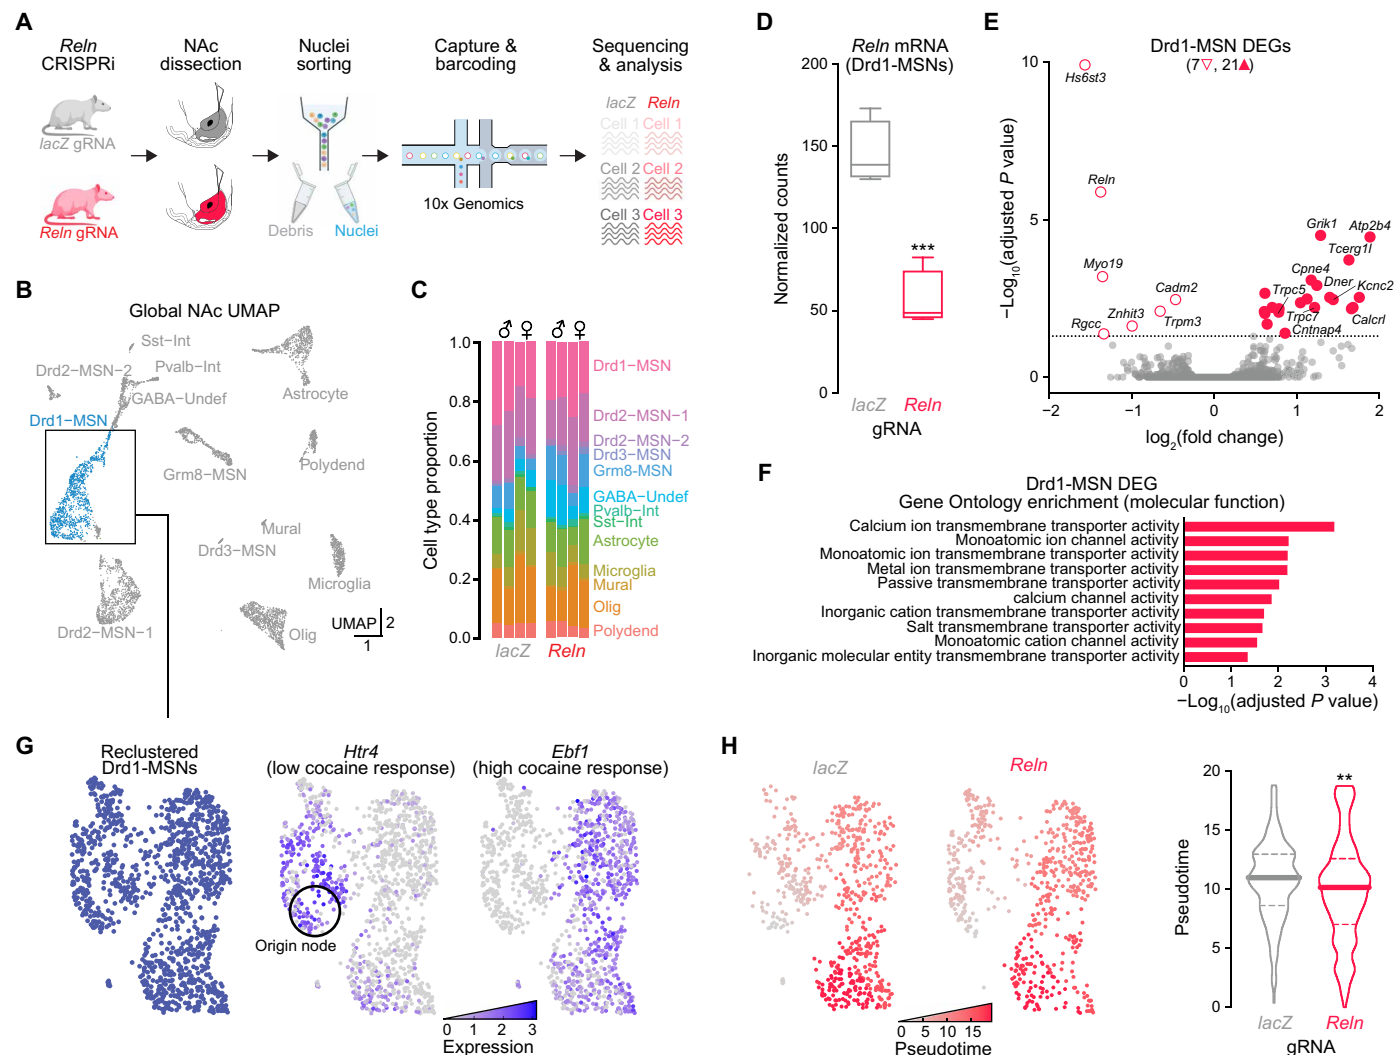 A
Reln
CRISPRi
NAc
dissection
Nuclei
sorting
Capture &
barcoding
Sequencing
& analysis
lacZ gRNA
Reln gRNA
Debris
Nuclei
10x Genomics
lacZ Reln
Cell 1 Cell 1
Cell 2 Cell 2
Cell 3 Cell 3
B
Global NAc UMAP
Sst-Int
Drd2-MSN-2
Pvalb-Int
GABA-Undef
Drd1-MSN
Astrocyte
Grm8-MSN
Polydend
Mural
Drd3-MSN
Microglia
Drd2-MSN-1
Olig
UMAP 2
1
C
Cell type proportion
♂ ♀ ♂ ♀
1.0
0.8
0.6
0.4
0.2
0.0
Drd1-MSN
Drd2-MSN-1
Drd2-MSN-2
Drd3-MSN
Grm8-MSN
GABA-Undef
Pvalb-Int
Sst-Int
Astrocyte
Microglia
Mural
Olig
Polydend
lacZ Reln
D
Reln mRNA
(Drd1-MSNs)
Normalized counts
200
150
100
50
0
***
lacZ Reln
gRNA
E
Drd1-MSN DEGs
(7▽, 21▲)
−Log10(adjusted P value)
10
5
0
Hs6st3
Reln
Myo19
Cadm2
Rgcc
Znhit3
Trpm3
Grik1
Atp2b4
Tcerg1l
Cpne4
Dner
Kcnc2
Trpc5
Trpc7
Calcrl
Cntnap4
−2 −1 0 1 2
log2(fold change)
F
Drd1-MSN DEG
Gene Ontology enrichment (molecular function)
Calcium ion transmembrane transporter activity
Monoatomic ion channel activity
Monoatomic ion transmembrane transporter activity
Metal ion transmembrane transporter activity
Passive transmembrane transporter activity
calcium channel activity
Inorganic cation transmembrane transporter activity
Salt transmembrane transporter activity
Monoatomic cation channel activity
Inorganic molecular entity transmembrane transporter activity
0 1 2 3 4
−Log10(adjusted P value)
G
Reclustered
Drd1-MSNs
Htr4
(low cocaine response)
Ebf1
(high cocaine response)
Origin node
0 1 2 3
Expression
H
lacZ
Reln
0 5 10 15
Pseudotime
Pseudotime
20
15
10
5
0
**
lacZ Reln
gRNA